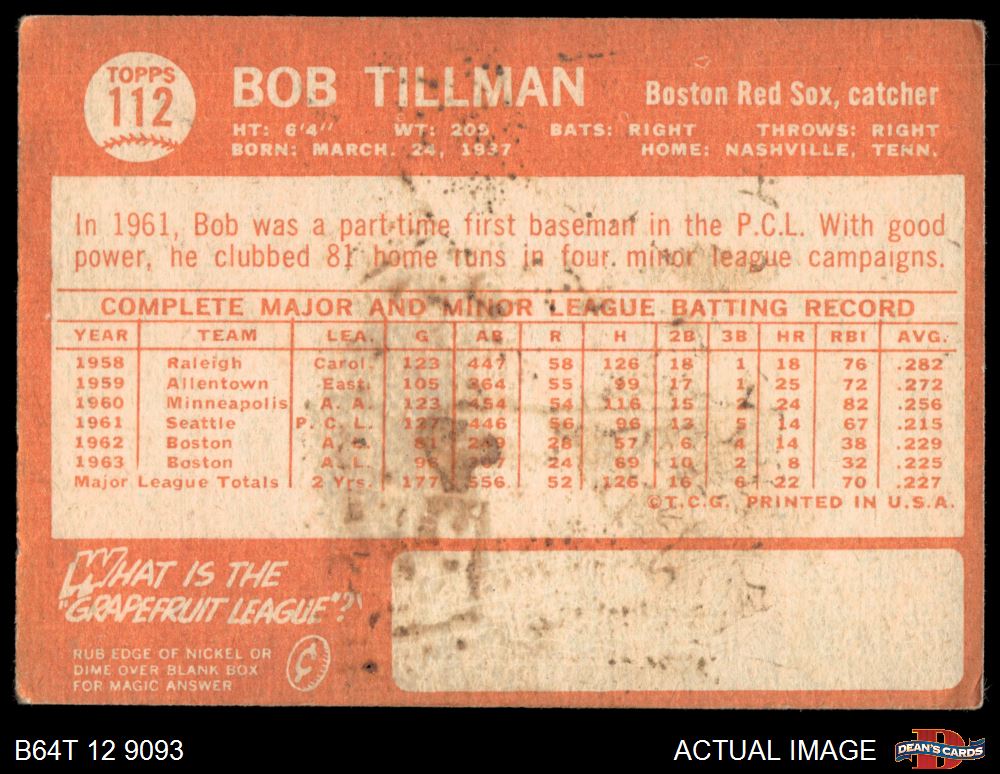 TOPPS
112
BOB TILLMAN
Boston Red Sox, catcher
HT: 6'4" WT: 205 BATS: RIGHT THROWS: RIGHT
BORN: MARCH. 24, 1937 HOME: NASHVILLE, TENN.
In 1961, Bob was a part-time first baseman in the P.C.L. With good
power, he clubbed 81 home runs in four minor league campaigns.
COMPLETE MAJOR AND MINOR LEAGUE BATTING RECORD
YEAR TEAM LEA. G AB R H 2B 3B HR RBI AVG.
1958 Raleigh Carol. 123 447 58 126 18 1 18 76 .282
1959 Allentown East. 105 364 55 99 17 1 25 72 .272
1960 Minneapolis A. A. 123 454 54 116 15 2 24 82 .256
1961 Seattle P. C. L. 127 446 56 96 13 5 14 67 .215
1962 Boston A. L. 81 249 28 57 6 4 14 38 .229
1963 Boston A. L. 96 307 24 69 10 2 8 32 .225
Major League Totals 2 Yrs. 177 556 52 126 16 6 22 70 .227
©T.C.G. PRINTED IN U.S.A.
WHAT IS THE
"GRAPEFRUIT LEAGUE"?
RUB EDGE OF NICKEL OR
DIME OVER BLANK BOX
FOR MAGIC ANSWER
¢
B64T 12 9093
ACTUAL IMAGE
DEAN'S CARDS